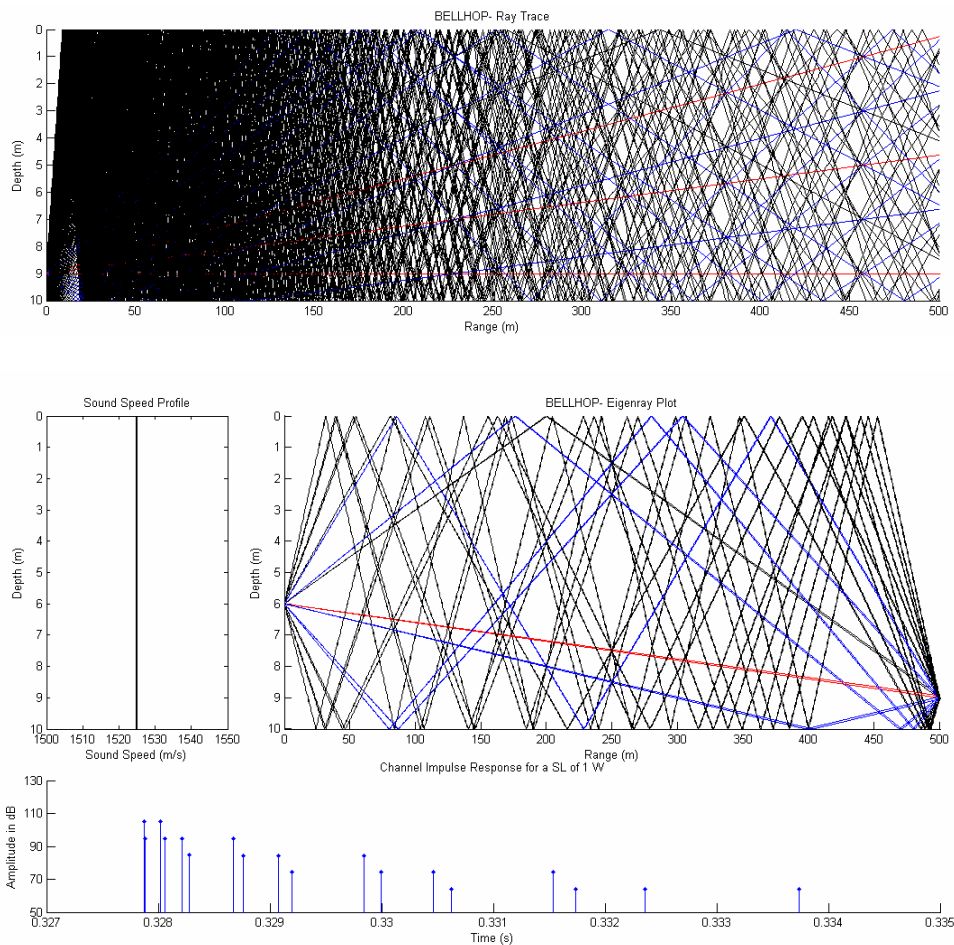 BELLHOP- Ray Trace
0
1
2
3
4
5
6
7
8
9
10
Depth (m)
0 50 100 150 200 250 300 350 400 450 500
Range (m)
Sound Speed Profile
0
1
2
3
4
5
6
7
8
9
10
Depth (m)
1500 1510 1520 1530 1540 1550
Sound Speed (m/s)
BELLHOP- Eigenray Plot
0
1
2
3
4
5
6
7
8
9
10
Depth (m)
0 50 100 150 200 250 300 350 400 450 500
Range (m)
Channel Impulse Response for a SL of 1 W
130
110
90
70
50
Amplitude in dB
0.327 0.328 0.329 0.33 0.331 0.332 0.333 0.334 0.335
Time (s)